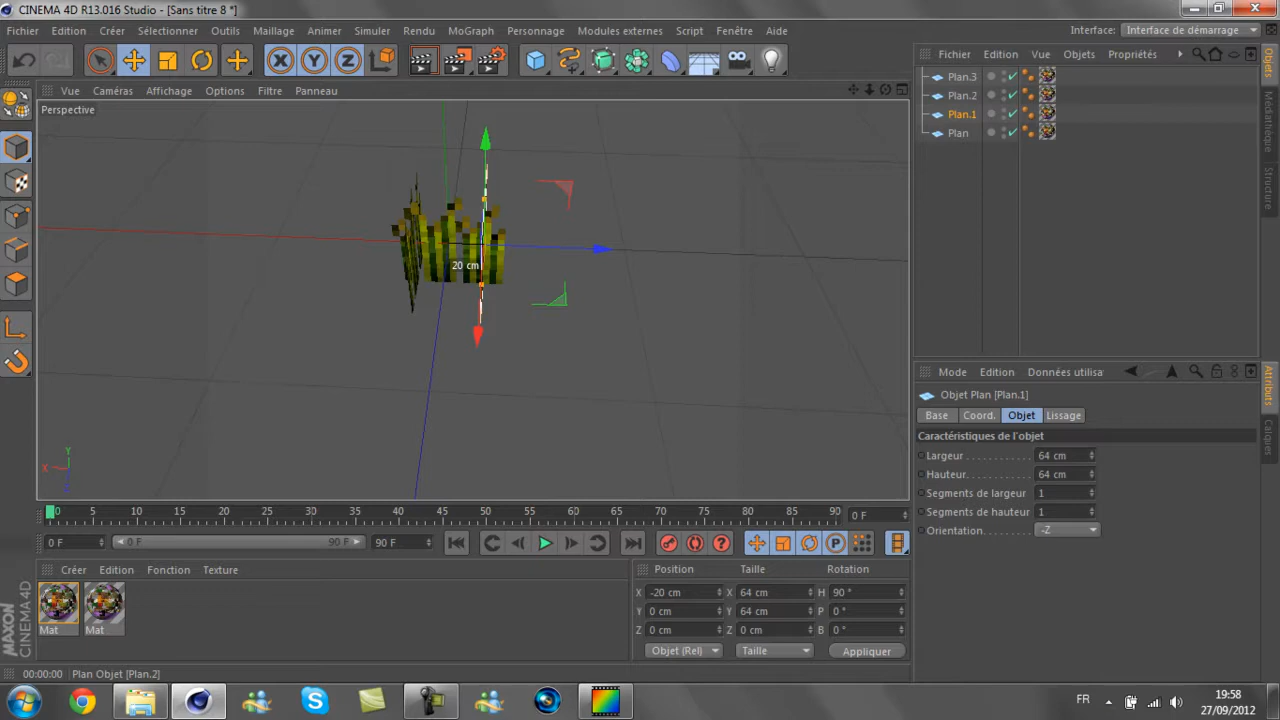 CINEMA 4D R13.016 Studio - [Sans titre 8 *]
Fichier Edition Créer Sélectionner Outils Maillage Animer Simuler Rendu MoGraph Personnage Modules externes Script Fenêtre Aide
Interface: Interface de démarrage
X Y Z
Fichier Edition Vue Objets Propriétés
Vue Caméras Affichage Options Filtre Panneau
Perspective
Plan.3
Plan.2
Plan.1
Plan
Objets
Médiathèque
Structure
20 cm
Y
X
Mode Edition Données utilisa
Objet Plan [Plan.1]
Base Coord. Objet Lissage
Caractéristiques de l'objet
Largeur 64 cm
Hauteur 64 cm
Segments de largeur 1
Segments de hauteur 1
Orientation -Z
Attributs
Calques
0 5 10 15 20 25 30 35 40 45 50 55 60 65 70 75 80 85 90 0 F
0 F 0 F 90 F 90 F
P
Créer Edition Fonction Texture
Mat Mat
Position Taille Rotation
X -20 cm X 64 cm H 90 °
Y 0 cm Y 64 cm P 0 °
Z 0 cm Z 0 cm B 0 °
Objet (Rel) Taille Appliquer
MAXON CINEMA 4D
00:00:00 Plan Objet [Plan.2]
FR
19:58
27/09/2012